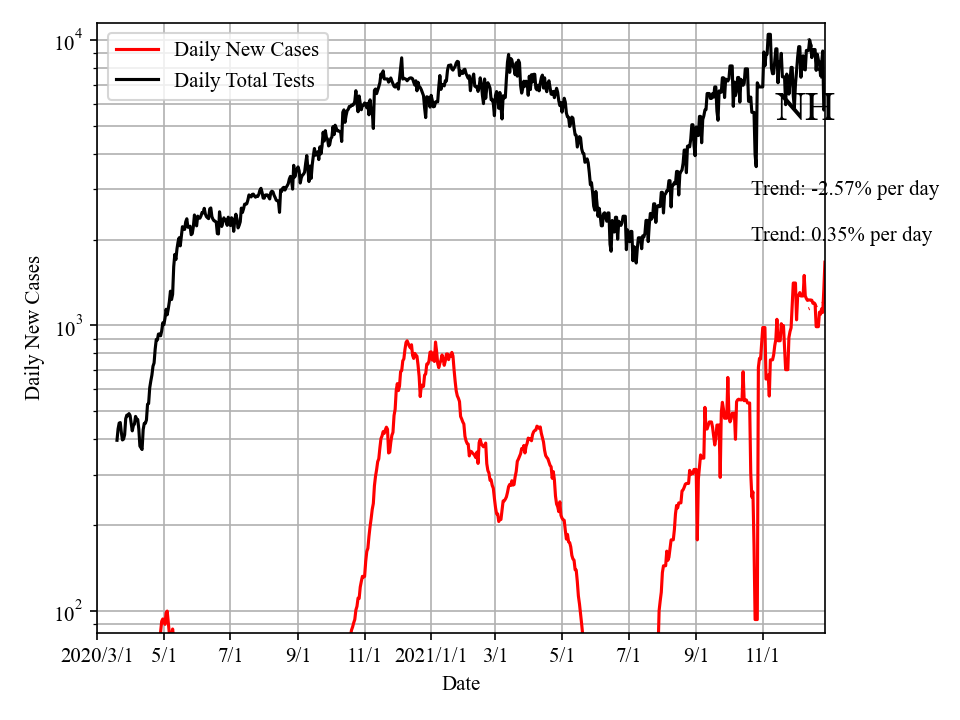 10^4
Daily New Cases
Daily Total Tests
NH
Trend: -2.57% per day
Trend: 0.35% per day
10^3
Daily New Cases
10^2
2020/3/1 5/1 7/1 9/1 11/1 2021/1/1 3/1 5/1 7/1 9/1 11/1
Date